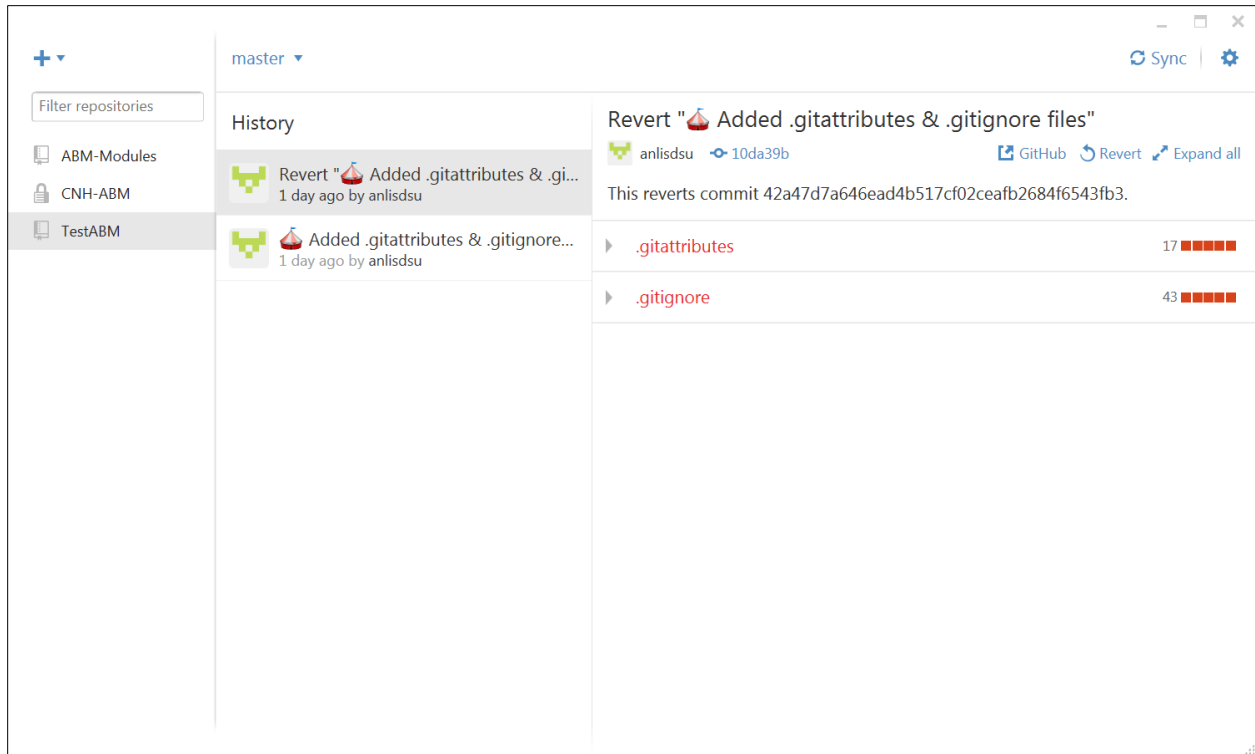 master
Sync
Filter repositories
ABM-Modules
CNH-ABM
TestABM
History
Revert "🎪 Added .gitattributes & .gi...
1 day ago by anlisdsu
🎪 Added .gitattributes & .gitignore...
1 day ago by anlisdsu
Revert "🎪 Added .gitattributes & .gitignore files"
anlisdsu 10da39b GitHub Revert Expand all
This reverts commit 42a47d7a646ead4b517cf02ceafb2684f6543fb3.
.gitattributes 17
.gitignore 43